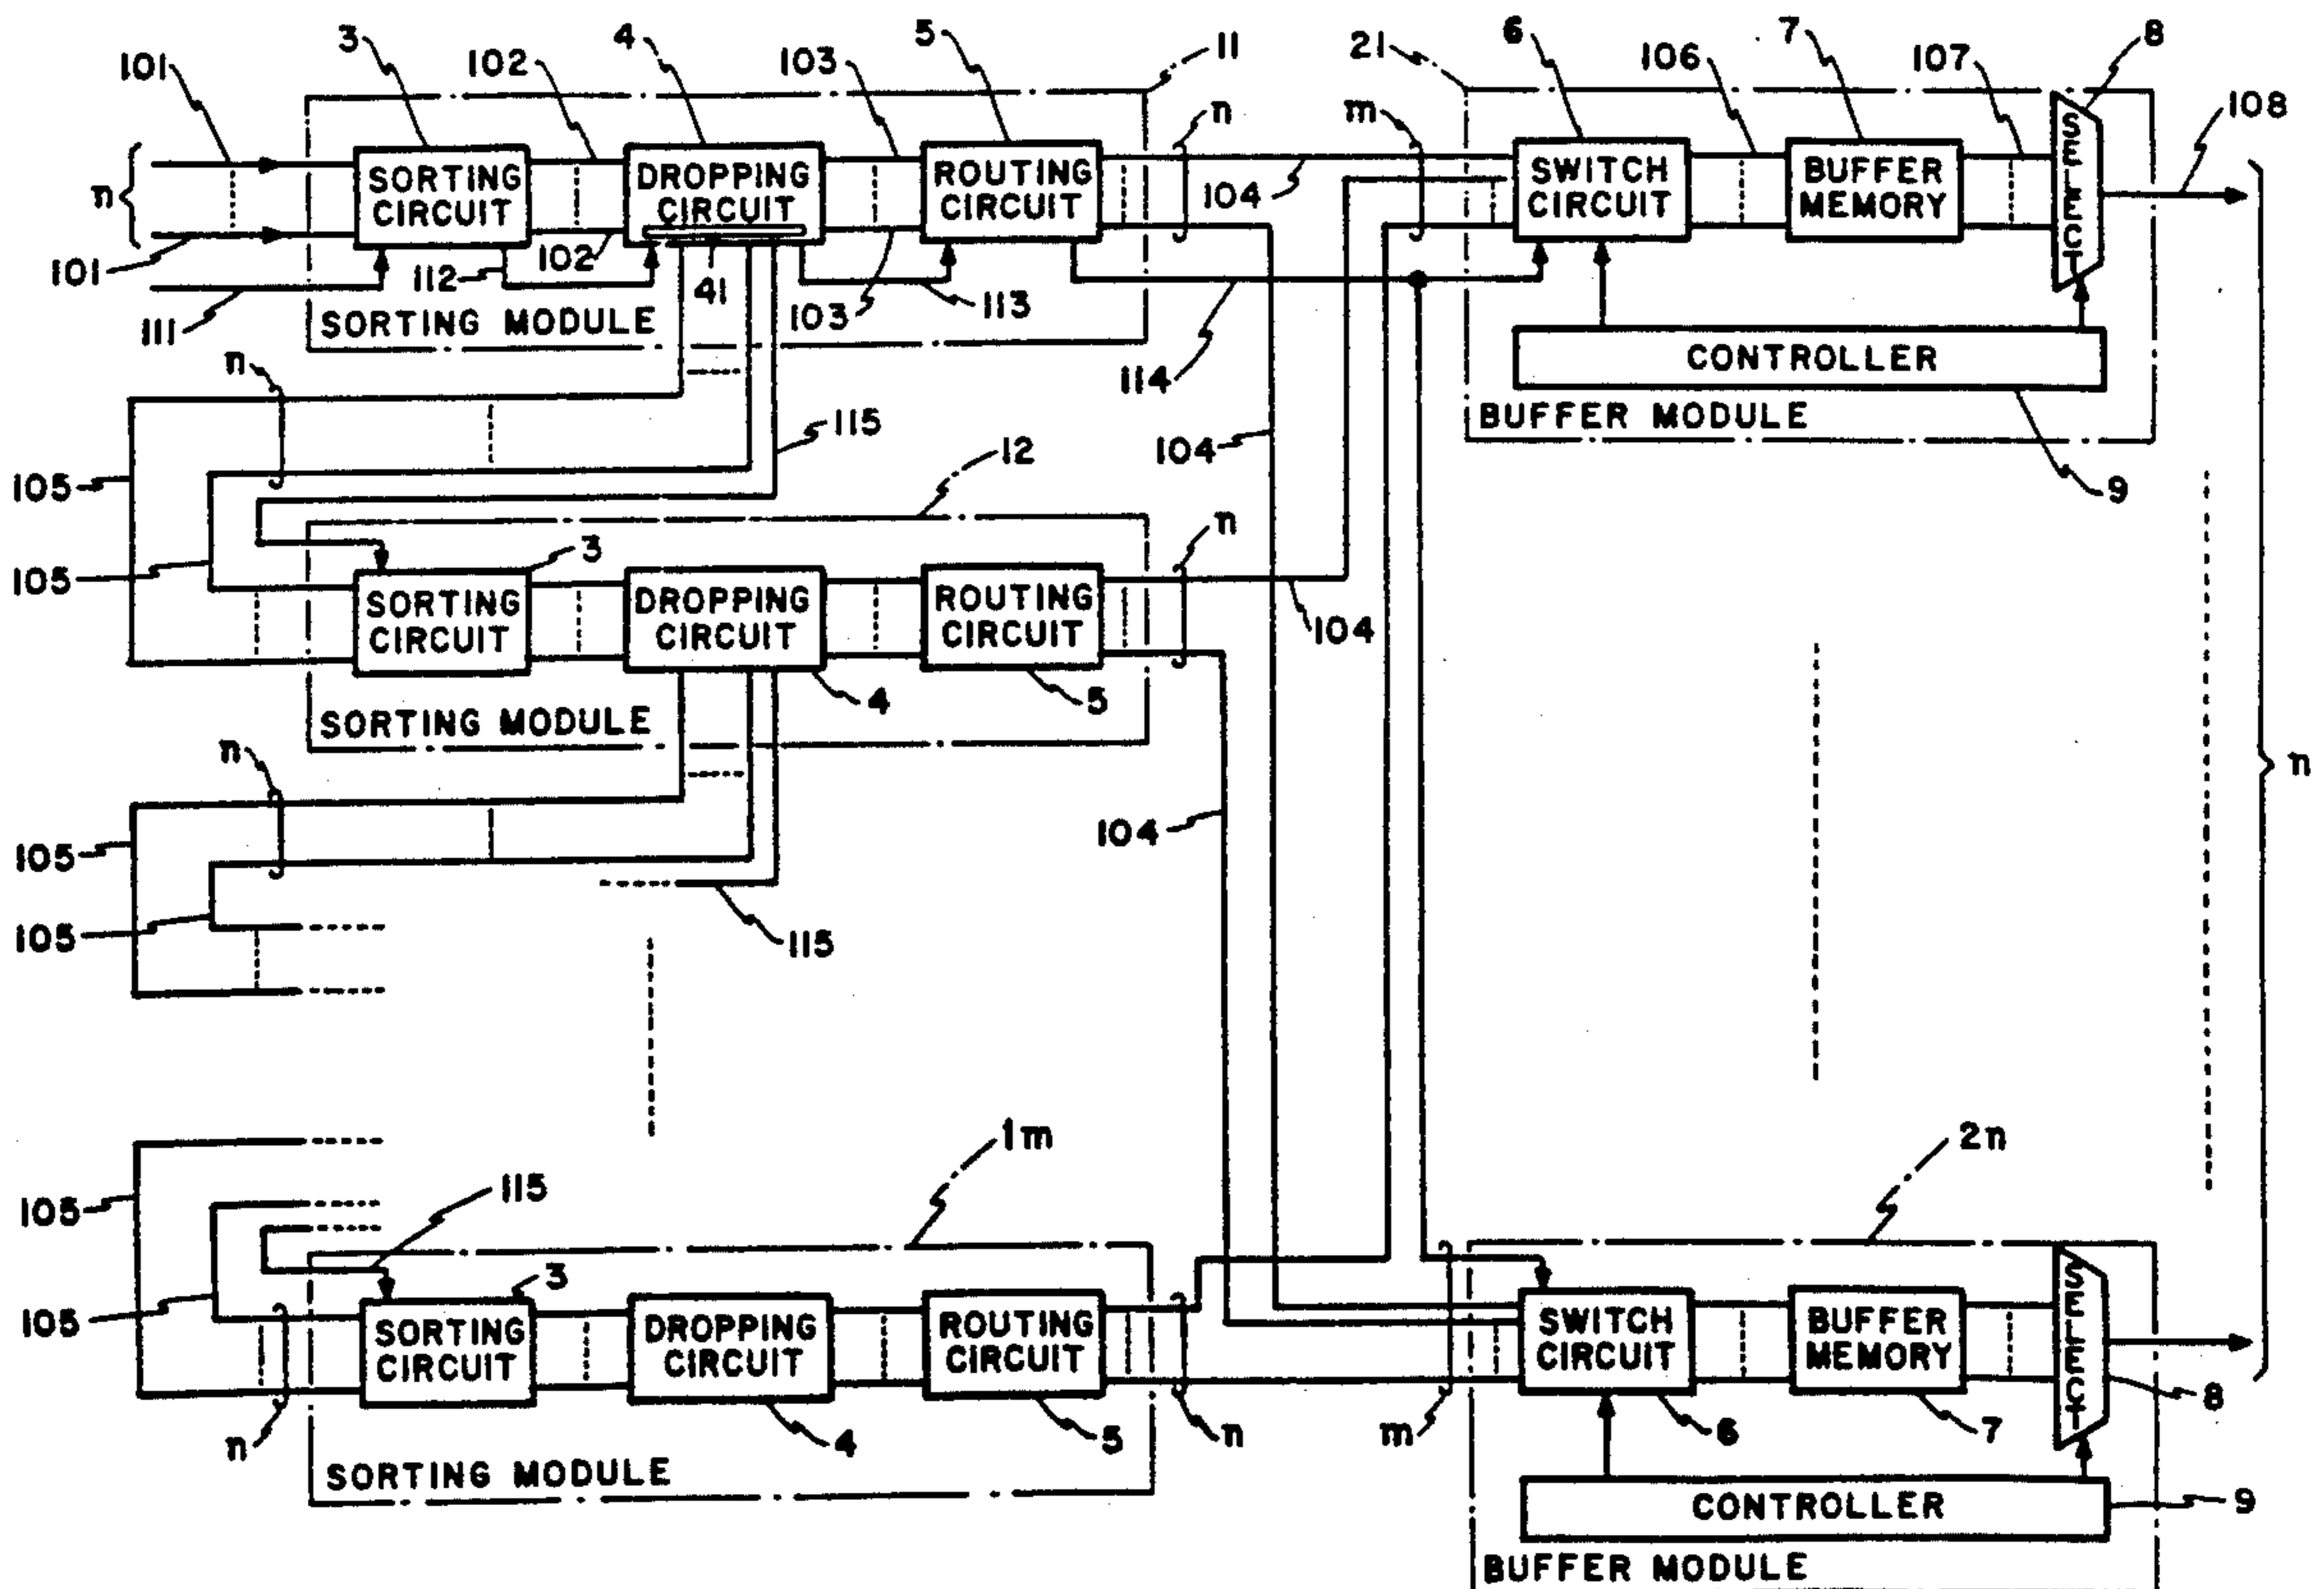 3
4
5
11
6
7
8
21
101
102
103
n
m
106
107
108
n
SORTING
CIRCUIT
DROPPING
CIRCUIT
ROUTING
CIRCUIT
SWITCH
CIRCUIT
BUFFER
MEMORY
SELECT
104
101
112
102
41
103
113
111
SORTING MODULE
114
CONTROLLER
n
115
BUFFER MODULE
104
105
12
9
n
105
3
SORTING
CIRCUIT
DROPPING
CIRCUIT
ROUTING
CIRCUIT
104
4
5
SORTING MODULE
n
n
104
105
105
115
1m
2n
105
115
3
105
SORTING
CIRCUIT
DROPPING
CIRCUIT
ROUTING
CIRCUIT
SWITCH
CIRCUIT
BUFFER
MEMORY
SELECT
8
n
4
5
n
m
6
7
SORTING MODULE
CONTROLLER
9
BUFFER MODULE